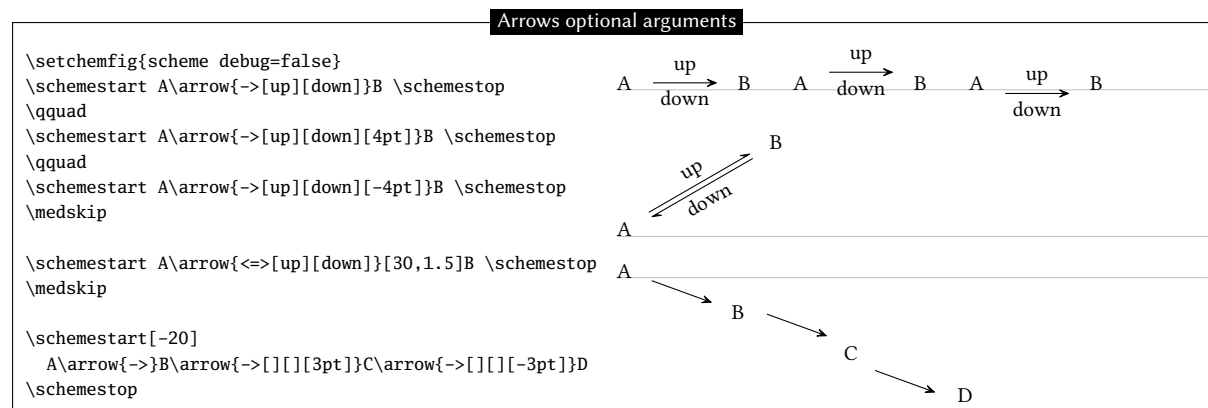 Arrows optional arguments
\setchemfig{scheme debug=false}
\schemestart A\arrow{->[up][down]}B \schemestop
\qquad
\schemestart A\arrow{->[up][down][4pt]}B \schemestop
\qquad
\schemestart A\arrow{->[up][down][-4pt]}B \schemestop
\medskip
\schemestart A\arrow{<=>[up][down]}[30,1.5]B \schemestop
\medskip
\schemestart[-20]
A\arrow{->}B\arrow{->[][][3pt]}C\arrow{->[][][-3pt]}D
\schemestop
up up up
A B A B A B
down down down
B
up
down
A
A
B
C
D